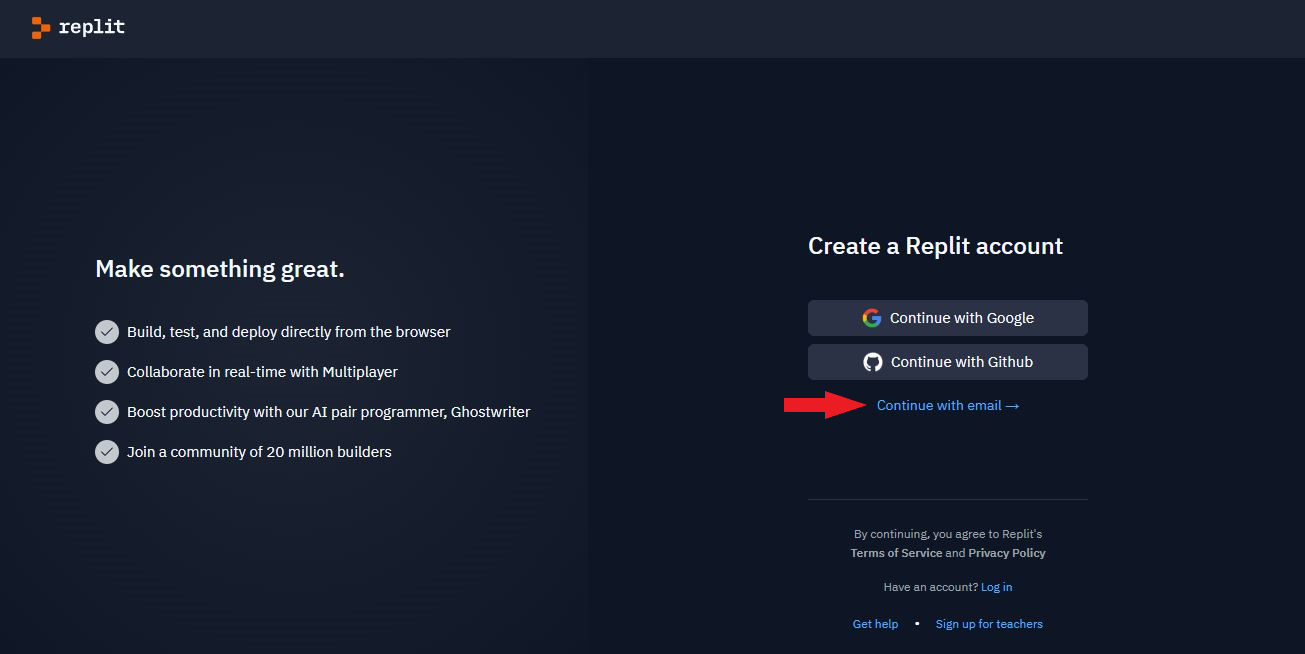 replit
Make something great.
Build, test, and deploy directly from the browser
Collaborate in real-time with Multiplayer
Boost productivity with our AI pair programmer, Ghostwriter
Join a community of 20 million builders
Create a Replit account
Continue with Google
Continue with Github
Continue with email →
By continuing, you agree to Replit's
Terms of Service and Privacy Policy
Have an account? Log in
Get help • Sign up for teachers